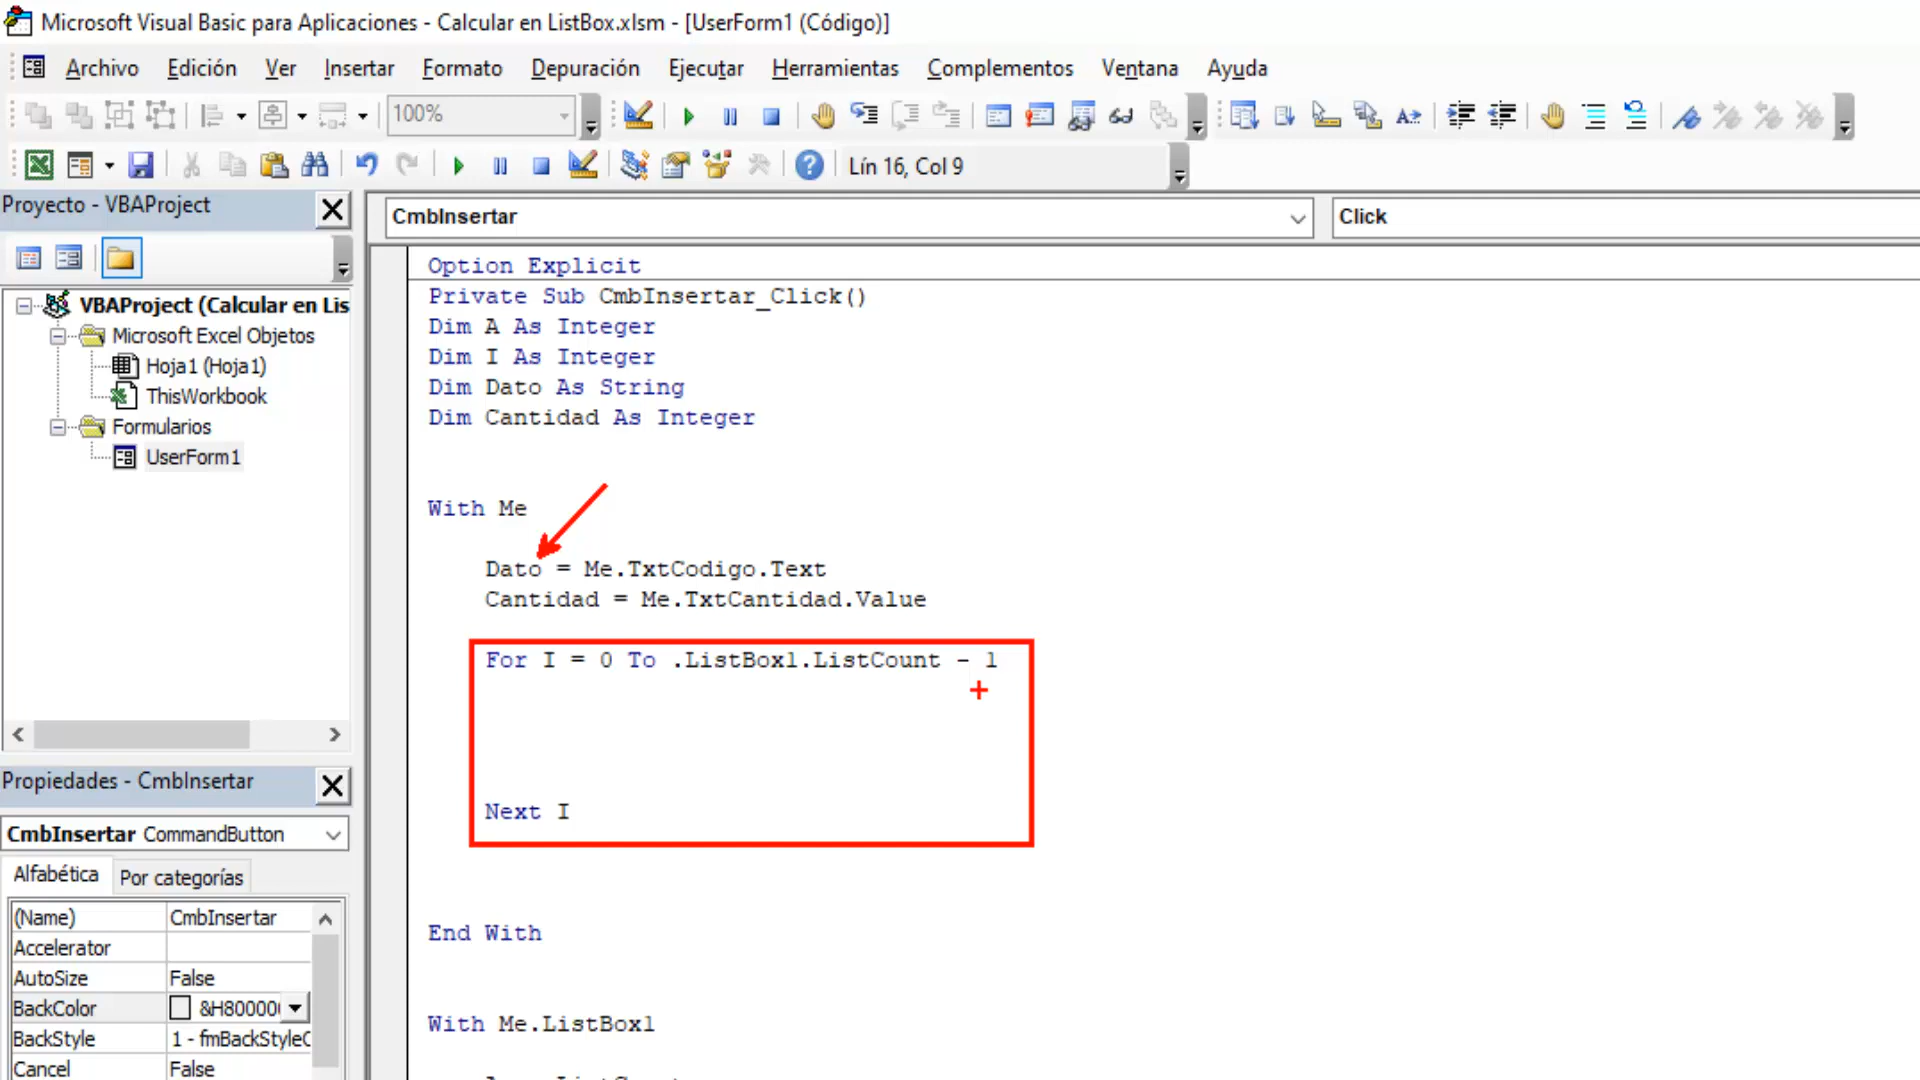 Microsoft Visual Basic para Aplicaciones - Calcular en ListBox.xlsm - [UserForm1 (Código)]
Archivo Edición Ver Insertar Formato Depuración Ejecutar Herramientas Complementos Ventana Ayuda
100%
Lín 16, Col 9
Proyecto - VBAProject
CmbInsertar
Click
VBAProject (Calcular en Lis
Microsoft Excel Objetos
Hoja1 (Hoja1)
ThisWorkbook
Formularios
UserForm1
Propiedades - CmbInsertar
CmbInsertar CommandButton
Alfabética
Por categorías
(Name) CmbInsertar
Accelerator
AutoSize False
BackColor &H80000
BackStyle 1 - fmBackStyleO
Cancel False
Option Explicit
Private Sub CmbInsertar_Click()
Dim A As Integer
Dim I As Integer
Dim Dato As String
Dim Cantidad As Integer
With Me
Dato = Me.TxtCodigo.Text
Cantidad = Me.TxtCantidad.Value
For I = 0 To .ListBox1.ListCount - 1
Next I
End With
With Me.ListBox1